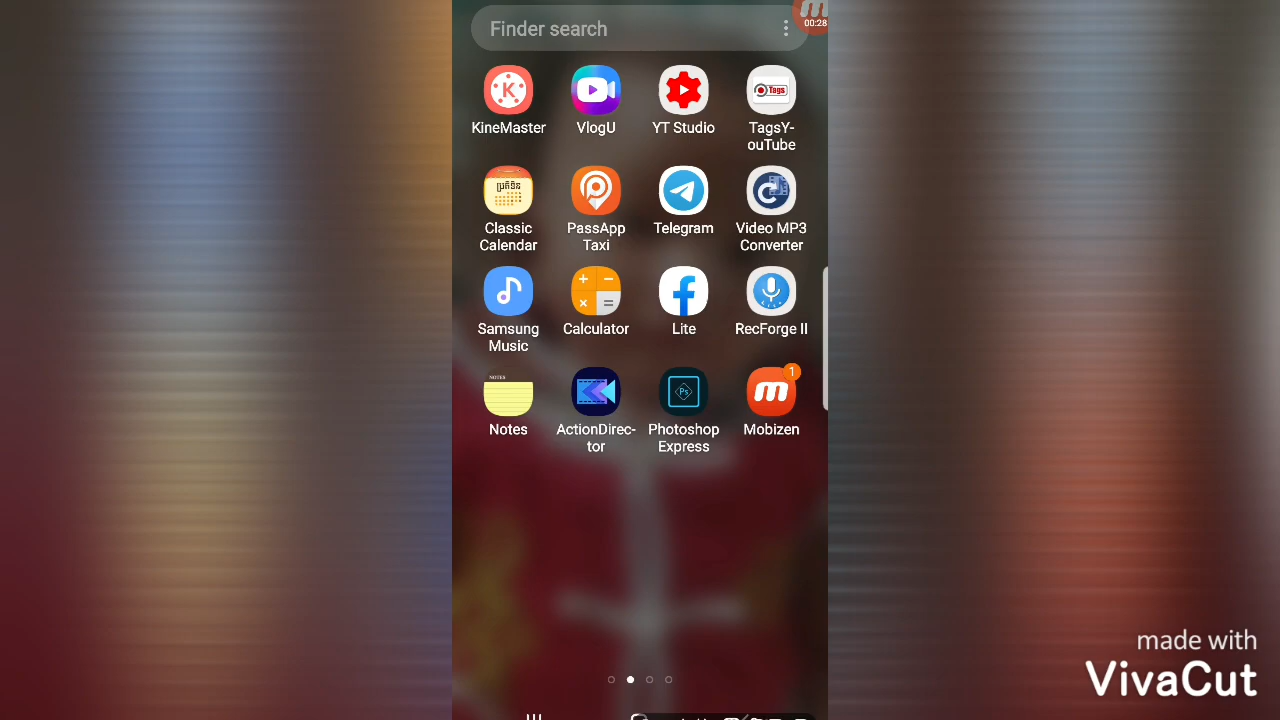 Finder search
00:28
KineMaster
VlogU
YT Studio
Tags
TagsY-
ouTube
ប្រតិទិន
Classic
Calendar
PassApp
Taxi
Telegram
Video MP3
Converter
Samsung
Music
Calculator
Lite
RecForge II
NOTES
Notes
ActionDirec-
tor
Ps
Photoshop
Express
1
Mobizen
made with
VivaCut